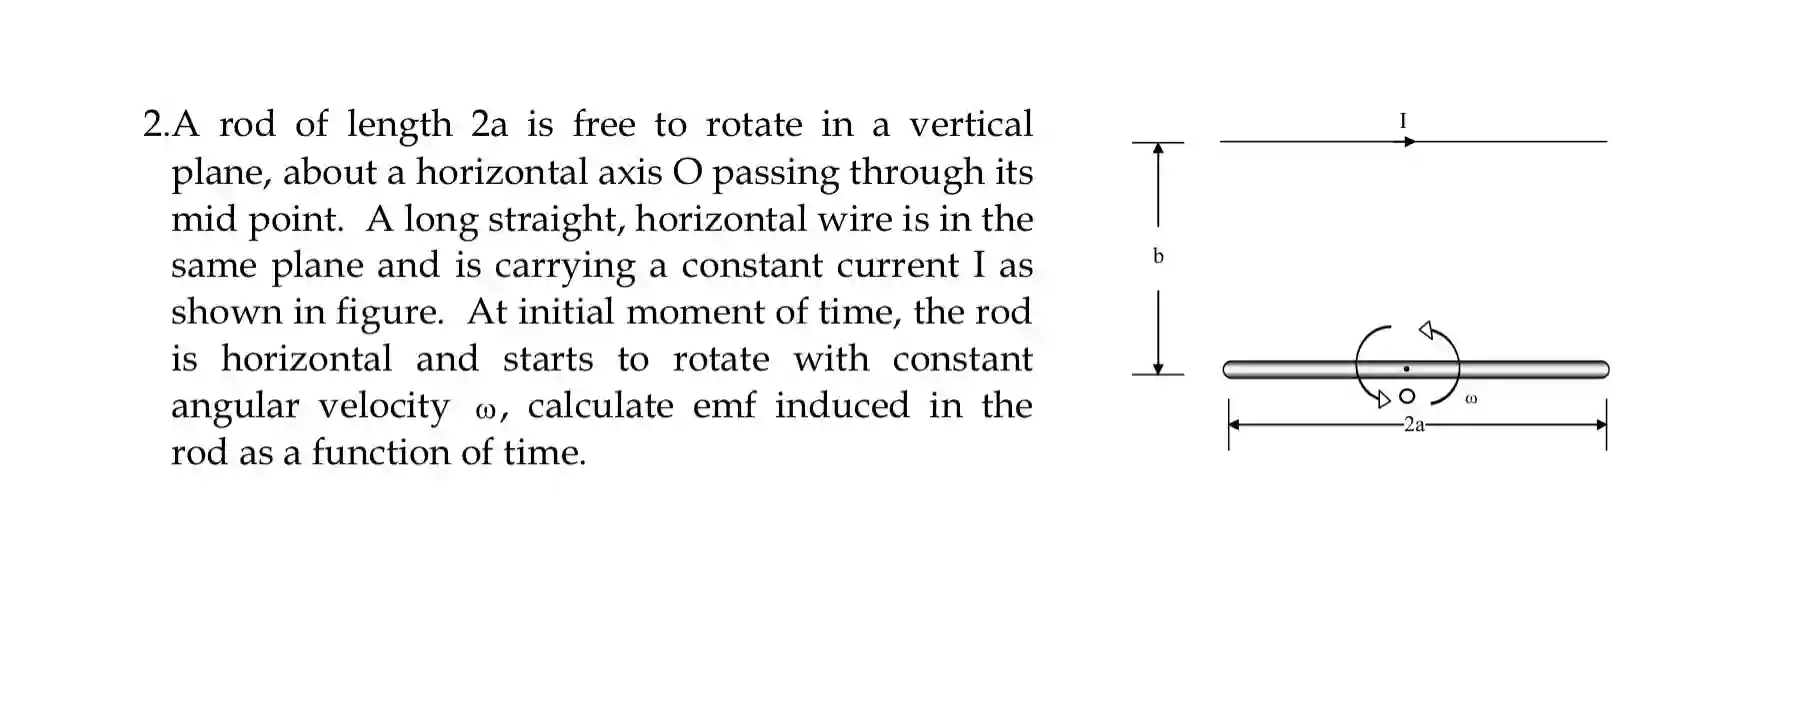 2.A rod of length 2a is free to rotate in a vertical
plane, about a horizontal axis O passing through its
mid point. A long straight, horizontal wire is in the
same plane and is carrying a constant current I as
shown in figure. At initial moment of time, the rod
is horizontal and starts to rotate with constant
angular velocity ω, calculate emf induced in the
rod as a function of time.
I
b
O
ω
2a